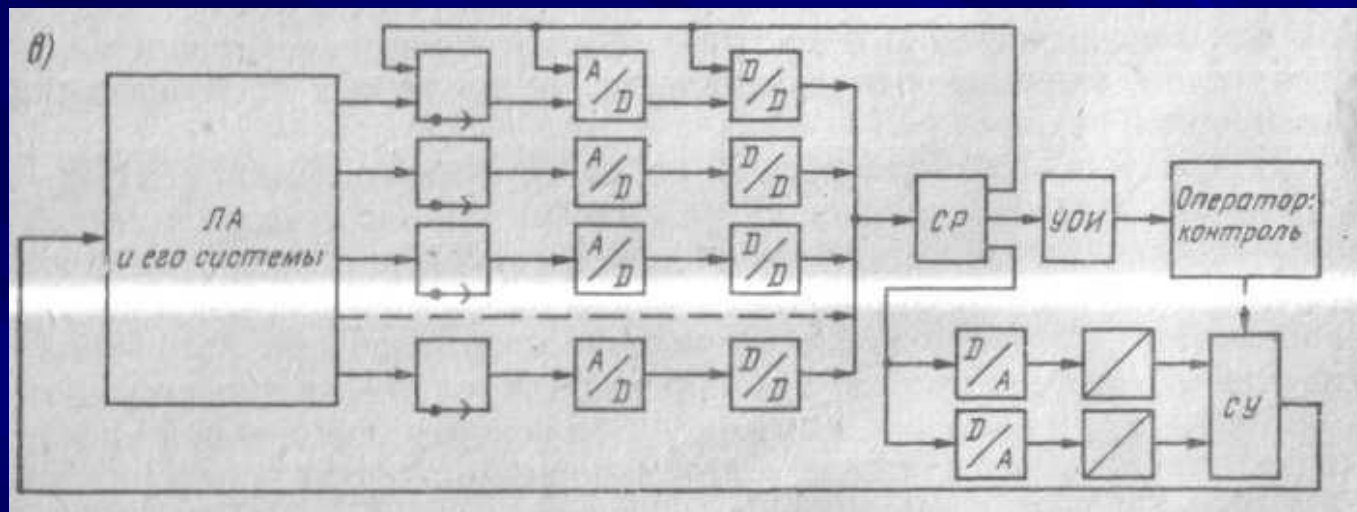 в)
A/D
D/D
A/D
D/D
ЛА
и его системы
СР
УОИ
Оператор:
контроль
A/D
D/D
A/D
D/D
D/A
СУ
D/A